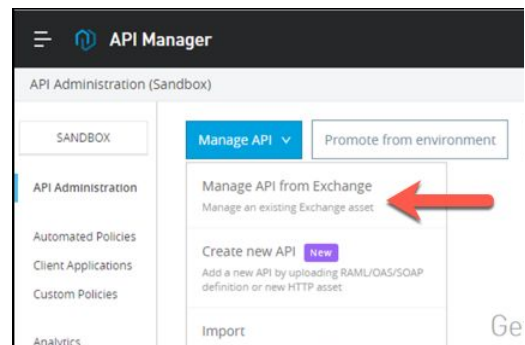 API Manager
API Administration (Sandbox)
SANDBOX
Manage API
Promote from environment
API Administration
Manage API from Exchange
Manage an existing Exchange asset
Automated Policies
Client Applications
Custom Policies
Create new API New
Add a new API by uploading RAML/OAS/SOAP
definition or new HTTP asset
Analytics
Import
Ge